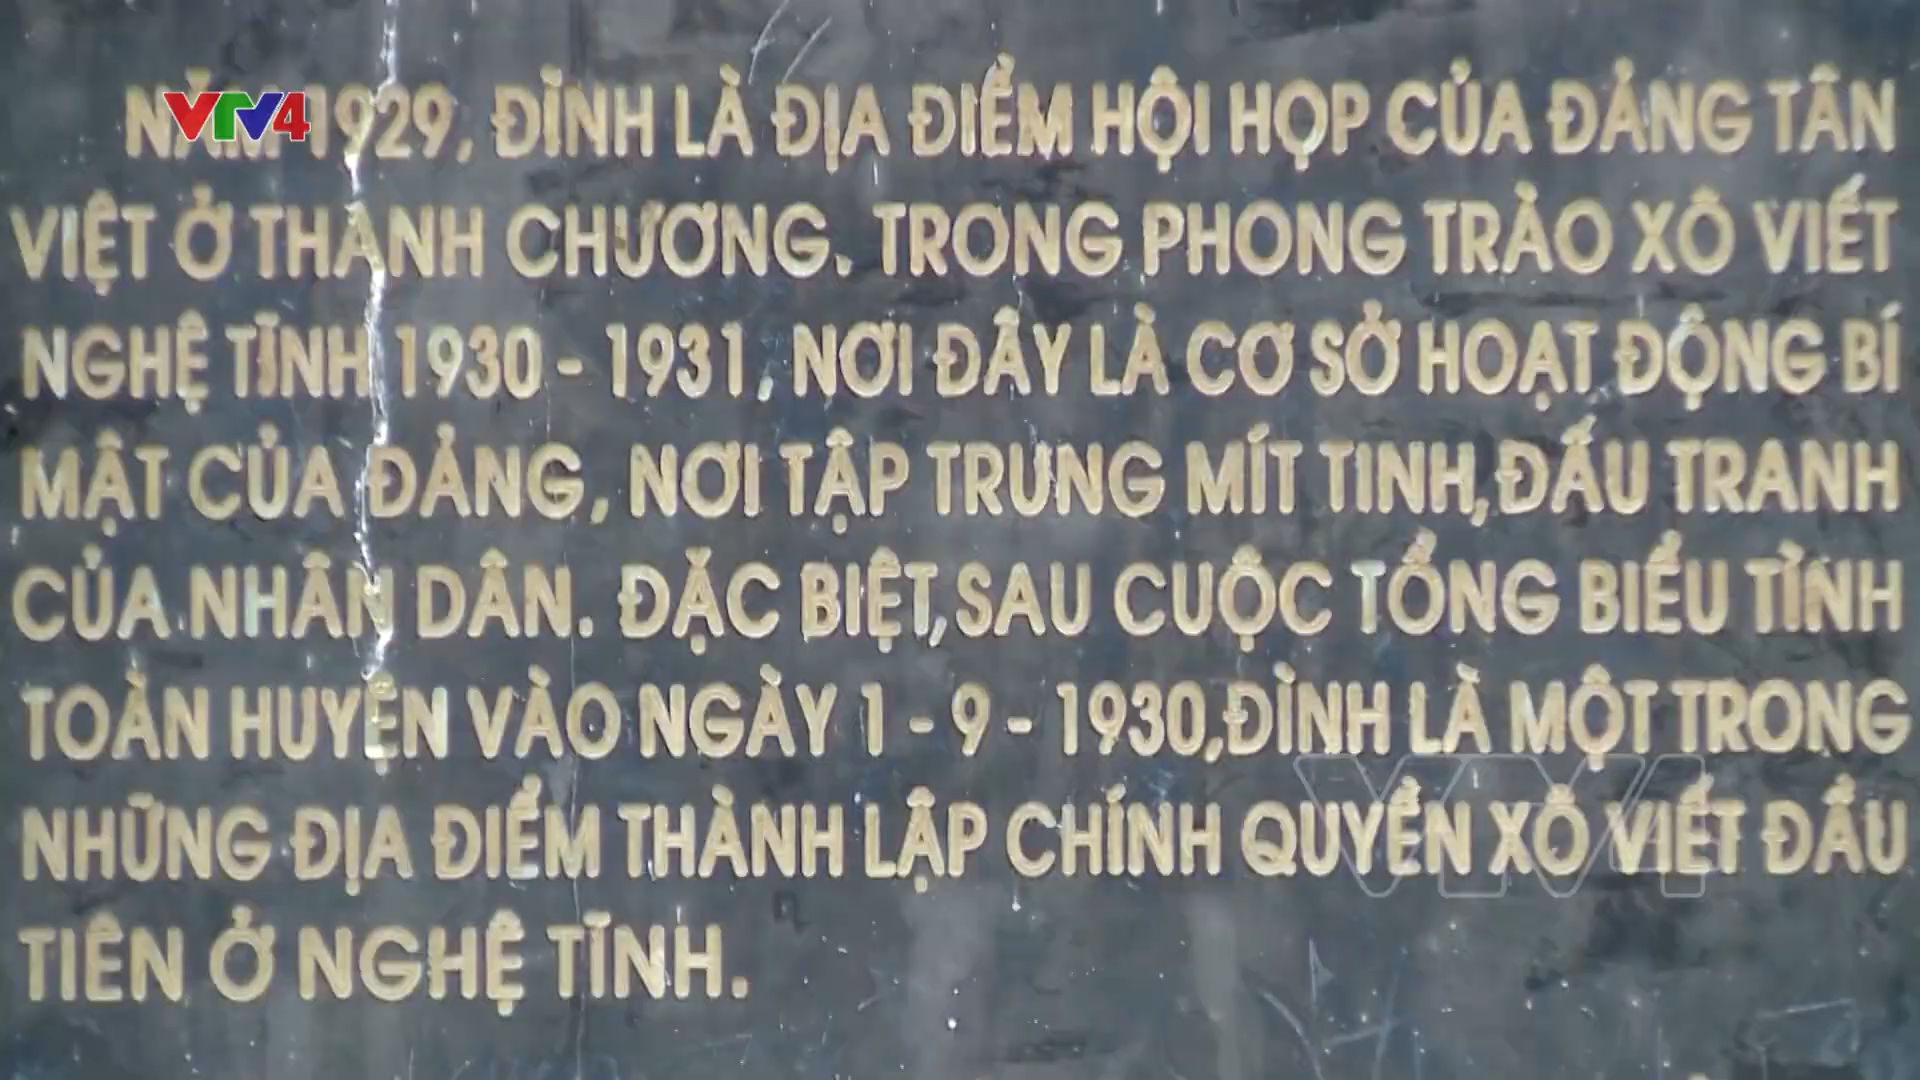 VTV4
NĂM 1929, ĐÌNH LÀ ĐỊA ĐIỂM HỘI HỌP CỦA ĐẢNG TÂN
VIỆT Ở THANH CHƯƠNG. TRONG PHONG TRÀO XÔ VIẾT
NGHỆ TĨNH 1930 - 1931, NƠI ĐÂY LÀ CƠ SỞ HOẠT ĐỘNG BÍ
MẬT CỦA ĐẢNG, NƠI TẬP TRUNG MÍT TINH, ĐẤU TRANH
CỦA NHÂN DÂN. ĐẶC BIỆT, SAU CUỘC TỔNG BIỂU TÌNH
TOÀN HUYỆN VÀO NGÀY 1 - 9 - 1930, ĐÌNH LÀ MỘT TRONG
NHỮNG ĐỊA ĐIỂM THÀNH LẬP CHÍNH QUYỀN XÔ VIẾT ĐẦU
VTV4
TIÊN Ở NGHỆ TĨNH.